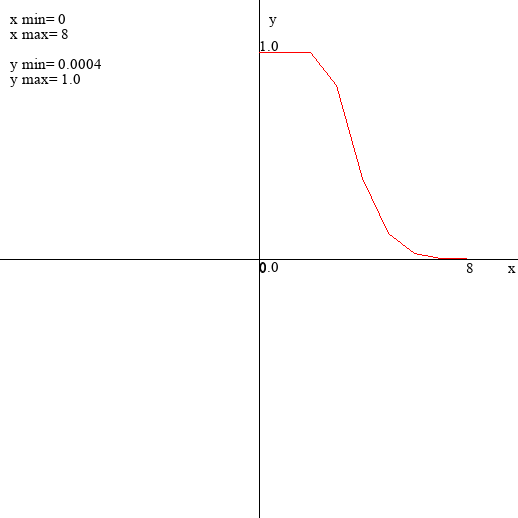 x min= 0
x max= 8
y min= 0.0004
y max= 1.0
y
1.0
0.0
8
x